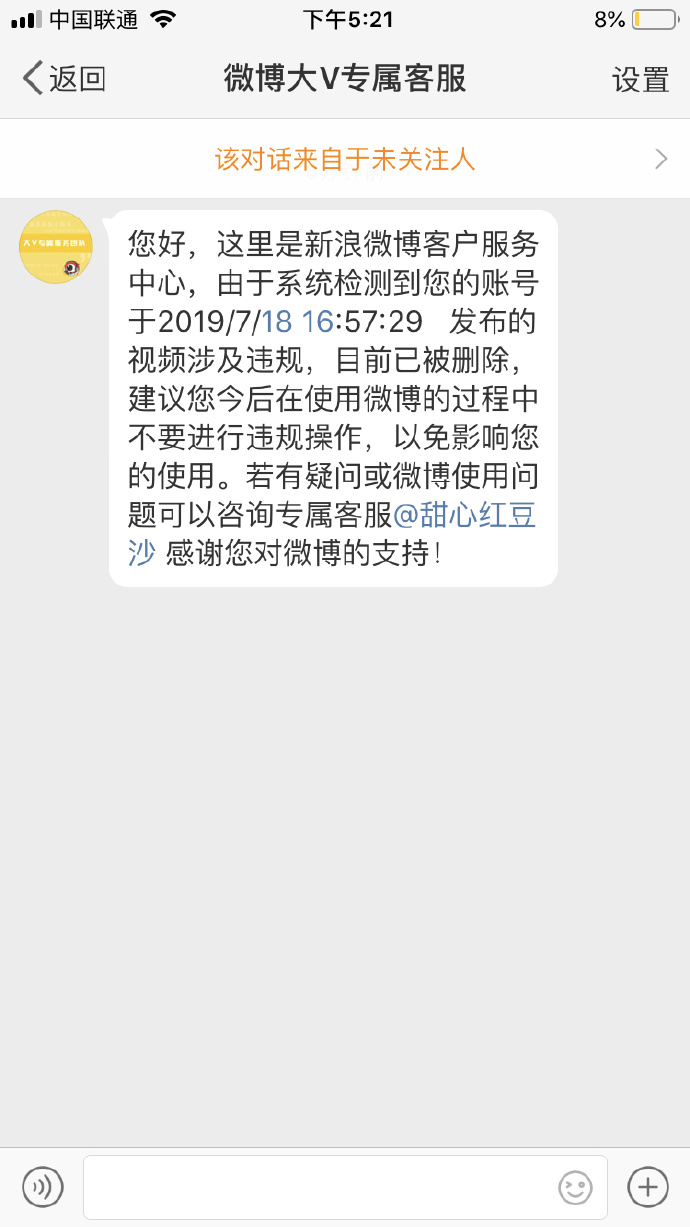 中国联通
下午5:21
8%
返回
微博大V专属客服
设置
该对话来自于未关注人
大V专属服务团队
您好，这里是新浪微博客户服务
中心，由于系统检测到您的账号
于2019/7/18 16:57:29 发布的
视频涉及违规，目前已被删除，
建议您今后在使用微博的过程中
不要进行违规操作，以免影响您
的使用。若有疑问或微博使用问
题可以咨询专属客服@甜心红豆
沙 感谢您对微博的支持！